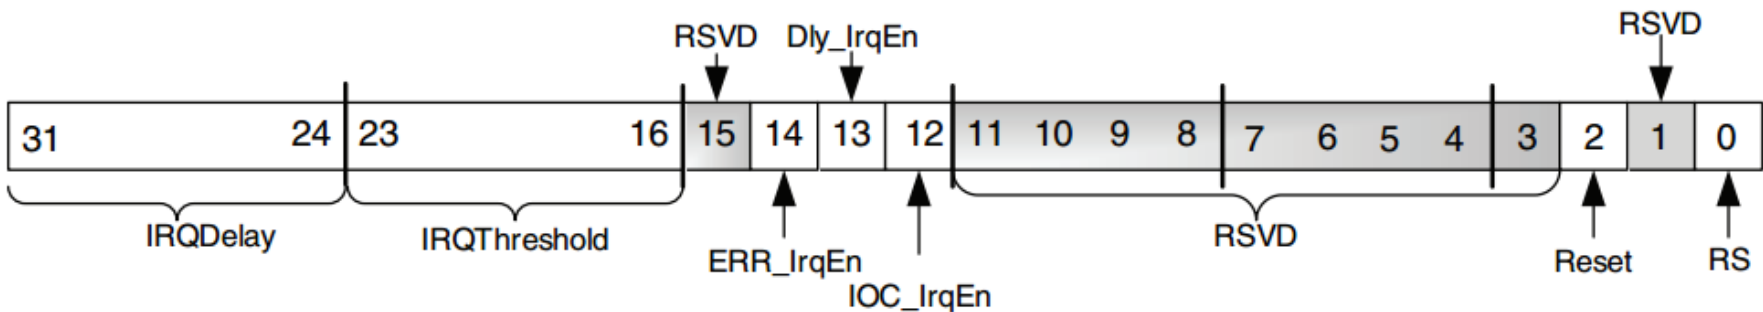 RSVD Dly_IrqEn RSVD
31 24 23 16 15 14 13 12 11 10 9 8 7 6 5 4 3 2 1 0
IRQDelay IRQThreshold RSVD
ERR_IrqEn Reset RS
IOC_IrqEn